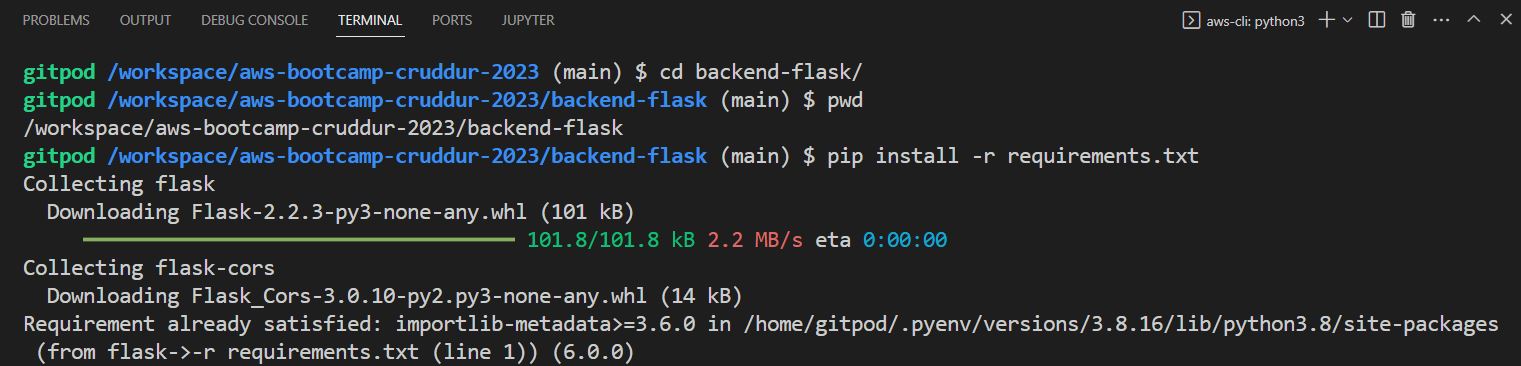 PROBLEMS OUTPUT DEBUG CONSOLE TERMINAL PORTS JUPYTER aws-cli: python3
gitpod /workspace/aws-bootcamp-cruddur-2023 (main) $ cd backend-flask/
gitpod /workspace/aws-bootcamp-cruddur-2023/backend-flask (main) $ pwd
/workspace/aws-bootcamp-cruddur-2023/backend-flask
gitpod /workspace/aws-bootcamp-cruddur-2023/backend-flask (main) $ pip install -r requirements.txt
Collecting flask
  Downloading Flask-2.2.3-py3-none-any.whl (101 kB)
101.8/101.8 kB 2.2 MB/s eta 0:00:00
Collecting flask-cors
  Downloading Flask_Cors-3.0.10-py2.py3-none-any.whl (14 kB)
Requirement already satisfied: importlib-metadata>=3.6.0 in /home/gitpod/.pyenv/versions/3.8.16/lib/python3.8/site-packages
 (from flask->-r requirements.txt (line 1)) (6.0.0)